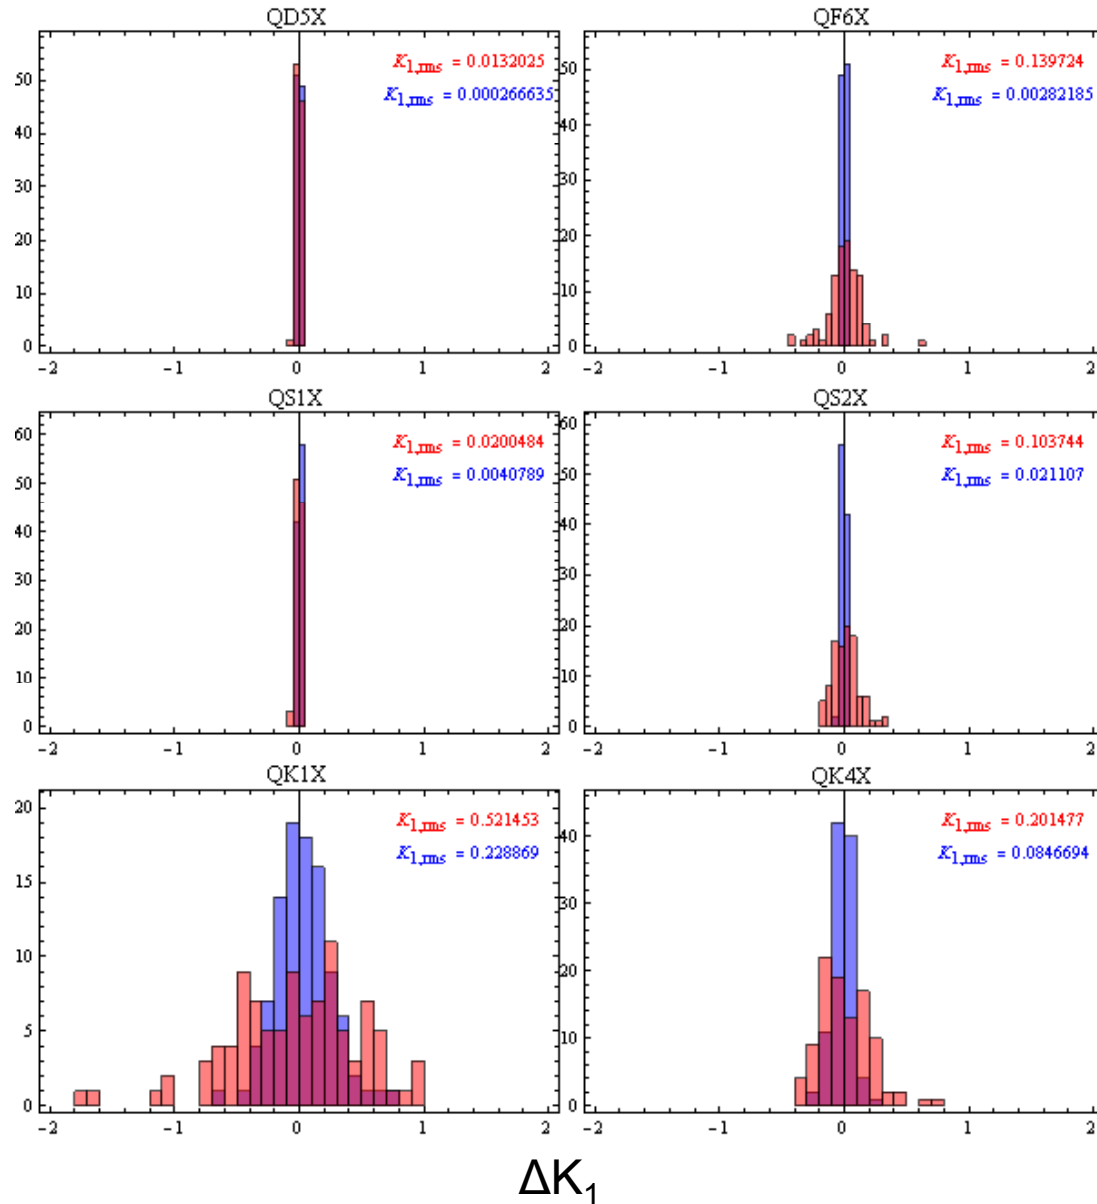 QD5X
K1,rms = 0.0132025
K1,rms = 0.000266635
50
40
30
20
10
0
-2 -1 0 1 2
QF6X
K1,rms = 0.139724
K1,rms = 0.00282185
50
40
30
20
10
0
-2 -1 0 1 2
QS1X
K1,rms = 0.0200484
K1,rms = 0.0040789
60
50
40
30
20
10
0
-2 -1 0 1 2
QS2X
K1,rms = 0.103744
K1,rms = 0.021107
60
50
40
30
20
10
0
-2 -1 0 1 2
QK1X
K1,rms = 0.521453
K1,rms = 0.228869
20
15
10
5
0
-2 -1 0 1 2
QK4X
K1,rms = 0.201477
K1,rms = 0.0846694
40
30
20
10
0
-2 -1 0 1 2
ΔK1